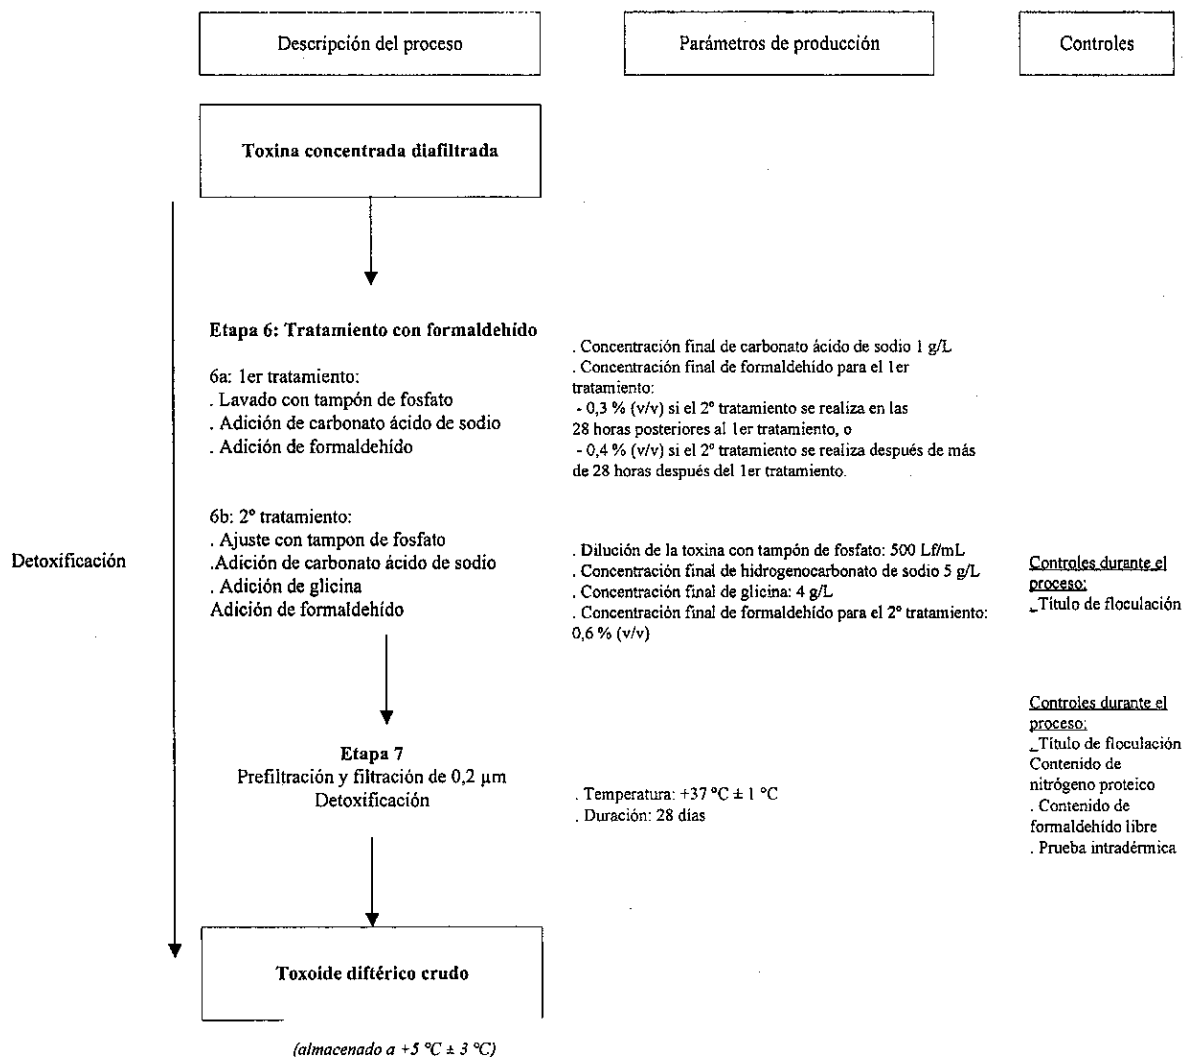 Descripción del proceso
Parámetros de producción
Controles
Toxina concentrada diafiltrada
Detoxificación
Etapa 6: Tratamiento con formaldehído
6a: 1er tratamiento:
. Lavado con tampón de fosfato
. Adición de carbonato ácido de sodio
. Adición de formaldehído
. Concentración final de carbonato ácido de sodio 1 g/L
. Concentración final de formaldehído para el 1er
tratamiento:
- 0,3 % (v/v) si el 2º tratamiento se realiza en las
28 horas posteriores al 1er tratamiento, o
- 0,4 % (v/v) si el 2º tratamiento se realiza después de más
de 28 horas después del 1er tratamiento.
6b: 2º tratamiento:
. Ajuste con tampon de fosfato
.Adición de carbonato ácido de sodio
. Adición de glicina
Adición de formaldehído
. Dilución de la toxina con tampón de fosfato: 500 Lf/mL
. Concentración final de hidrogenocarbonato de sodio 5 g/L
. Concentración final de glicina: 4 g/L
. Concentración final de formaldehído para el 2º tratamiento:
0,6 % (v/v)
Controles durante el
proceso:
_Título de floculación
Etapa 7
Prefiltración y filtración de 0,2 µm
Detoxificación
. Temperatura: +37 ºC ± 1 ºC
. Duración: 28 días
Controles durante el
proceso:
_Título de floculación
Contenido de
nitrógeno proteico
. Contenido de
formaldehído libre
. Prueba intradérmica
Toxoide diftérico crudo
(almacenado a +5 ºC ± 3 ºC)